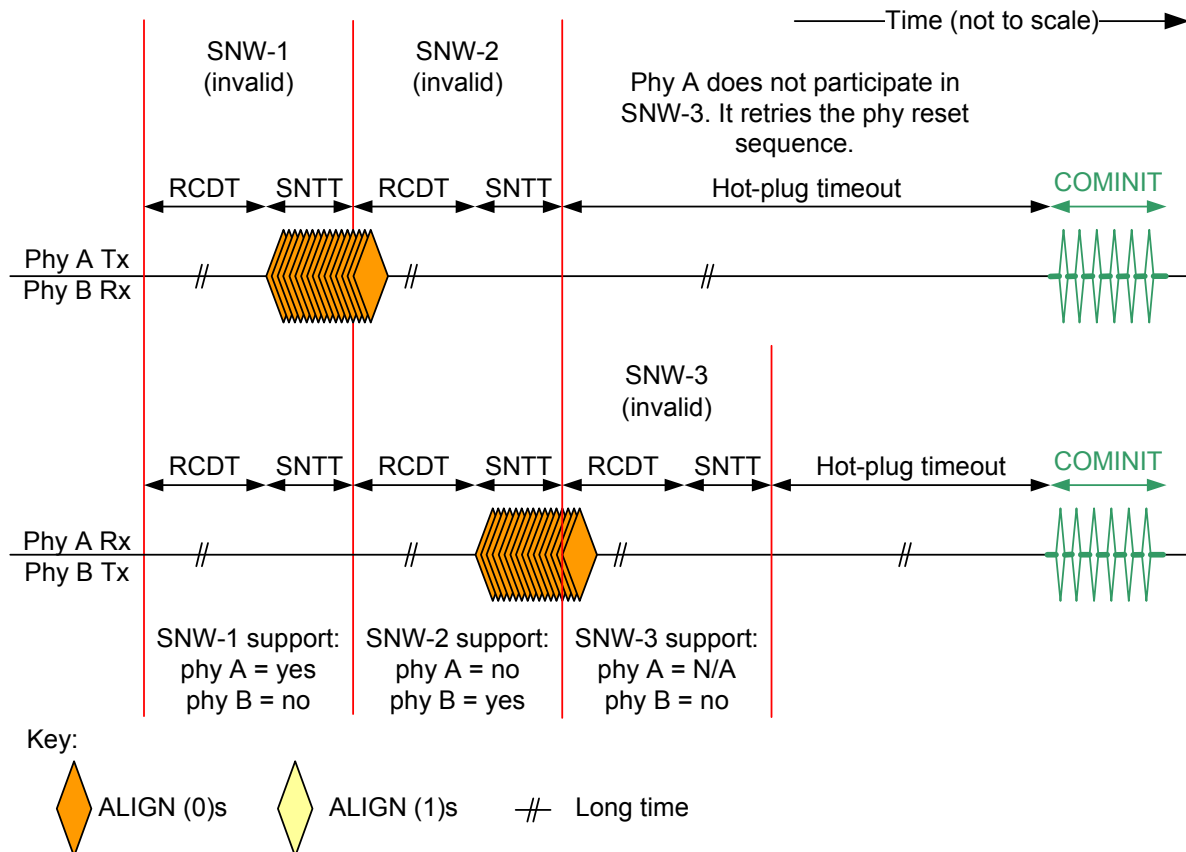 Time (not to scale)
SNW-1
(invalid)
SNW-2
(invalid)
Phy A does not participate in
SNW-3. It retries the phy reset
sequence.
RCDT
SNTT
RCDT
SNTT
Hot-plug timeout
COMINIT
Phy A Tx
Phy B Rx
SNW-3
(invalid)
RCDT
SNTT
RCDT
SNTT
RCDT
SNTT
Hot-plug timeout
COMINIT
Phy A Rx
Phy B Tx
SNW-1 support:
phy A = yes
phy B = no
SNW-2 support:
phy A = no
phy B = yes
SNW-3 support:
phy A = N/A
phy B = no
Key:
ALIGN (0)s
ALIGN (1)s
Long time